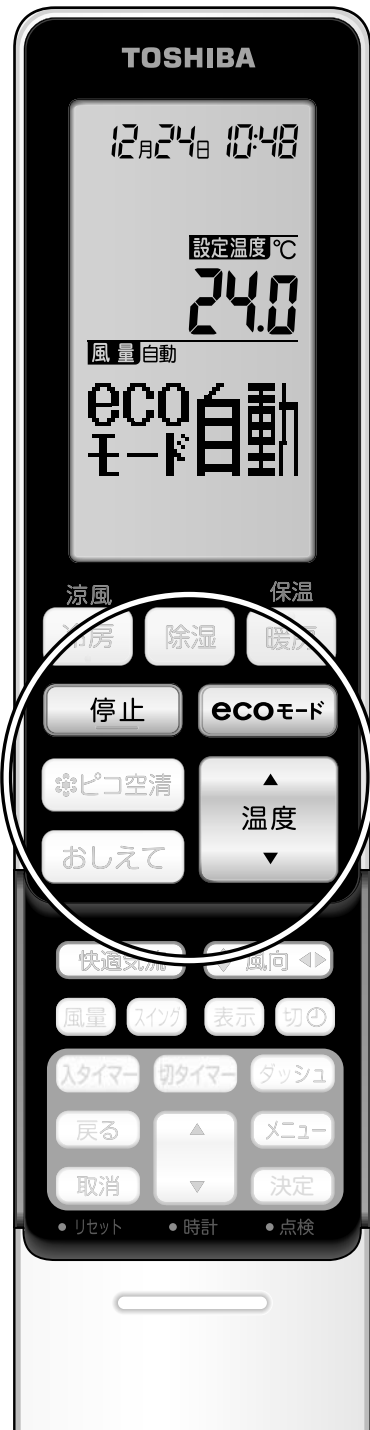 TOSHIBA
12月24日 10:48
設定温度 ℃
24.0
風量 自動
eco
モード 自動
涼風 保温
冷房 除湿 暖房
停止 ecoモード
ピコ空清
▲
温度
▼
おしえて
快適気流 風向
風量 スイング 表示 切
入タイマー 切タイマー ダッシュ
戻る ▲ メニュー
取消 ▼ 決定
• リセット • 時計 • 点検